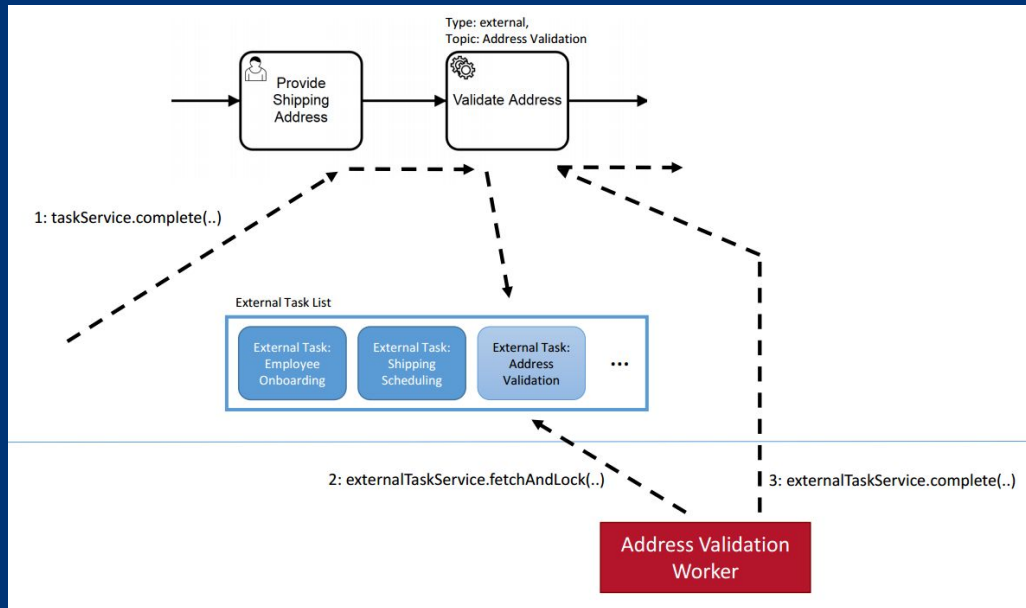 Type: external,
Topic: Address Validation
Provide
Shipping
Address
Validate Address
1: taskService.complete(..)
External Task List
External Task:
Employee
Onboarding
External Task:
Shipping
Scheduling
External Task:
Address
Validation
...
2: externalTaskService.fetchAndLock(..)
3: externalTaskService.complete(..)
Address Validation
Worker